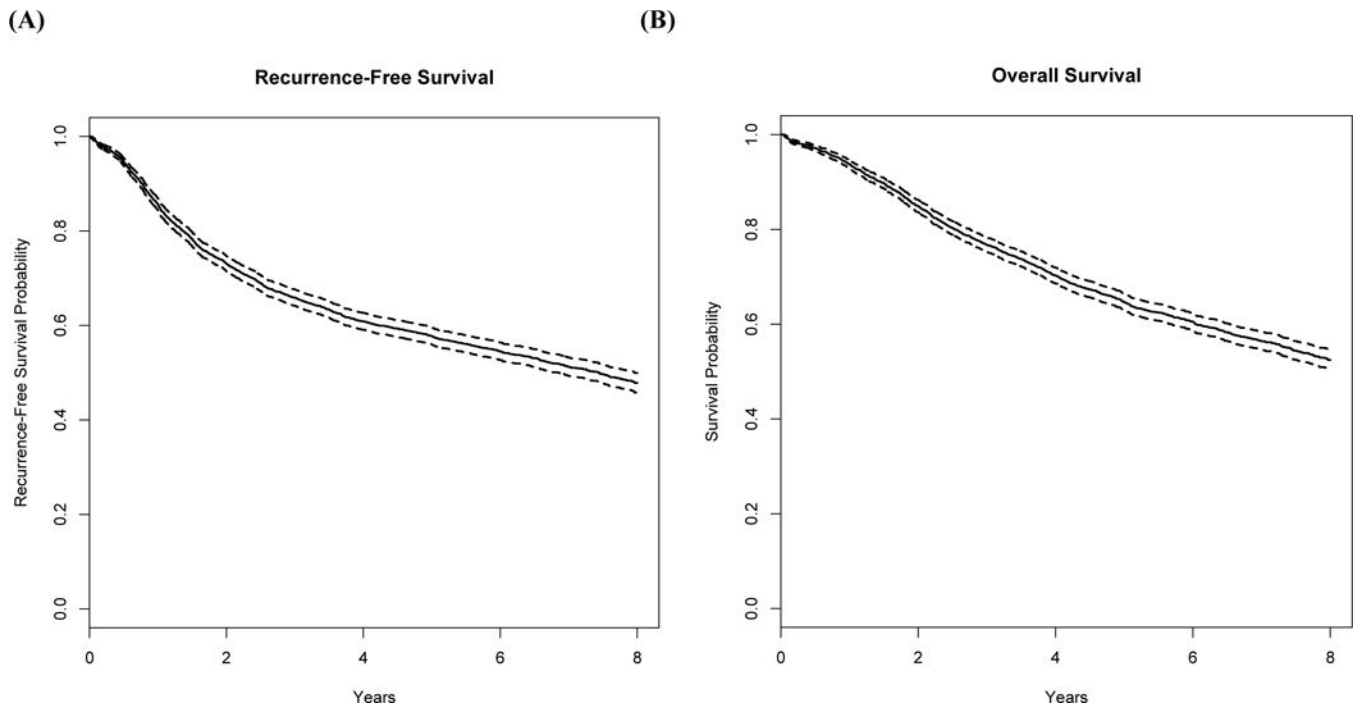 (A)
Recurrence-Free Survival
Recurrence-Free Survival Probability
1.0
0.8
0.6
0.4
0.2
0.0
0 2 4 6 8
Years
(B)
Overall Survival
Survival Probability
1.0
0.8
0.6
0.4
0.2
0.0
0 2 4 6 8
Years